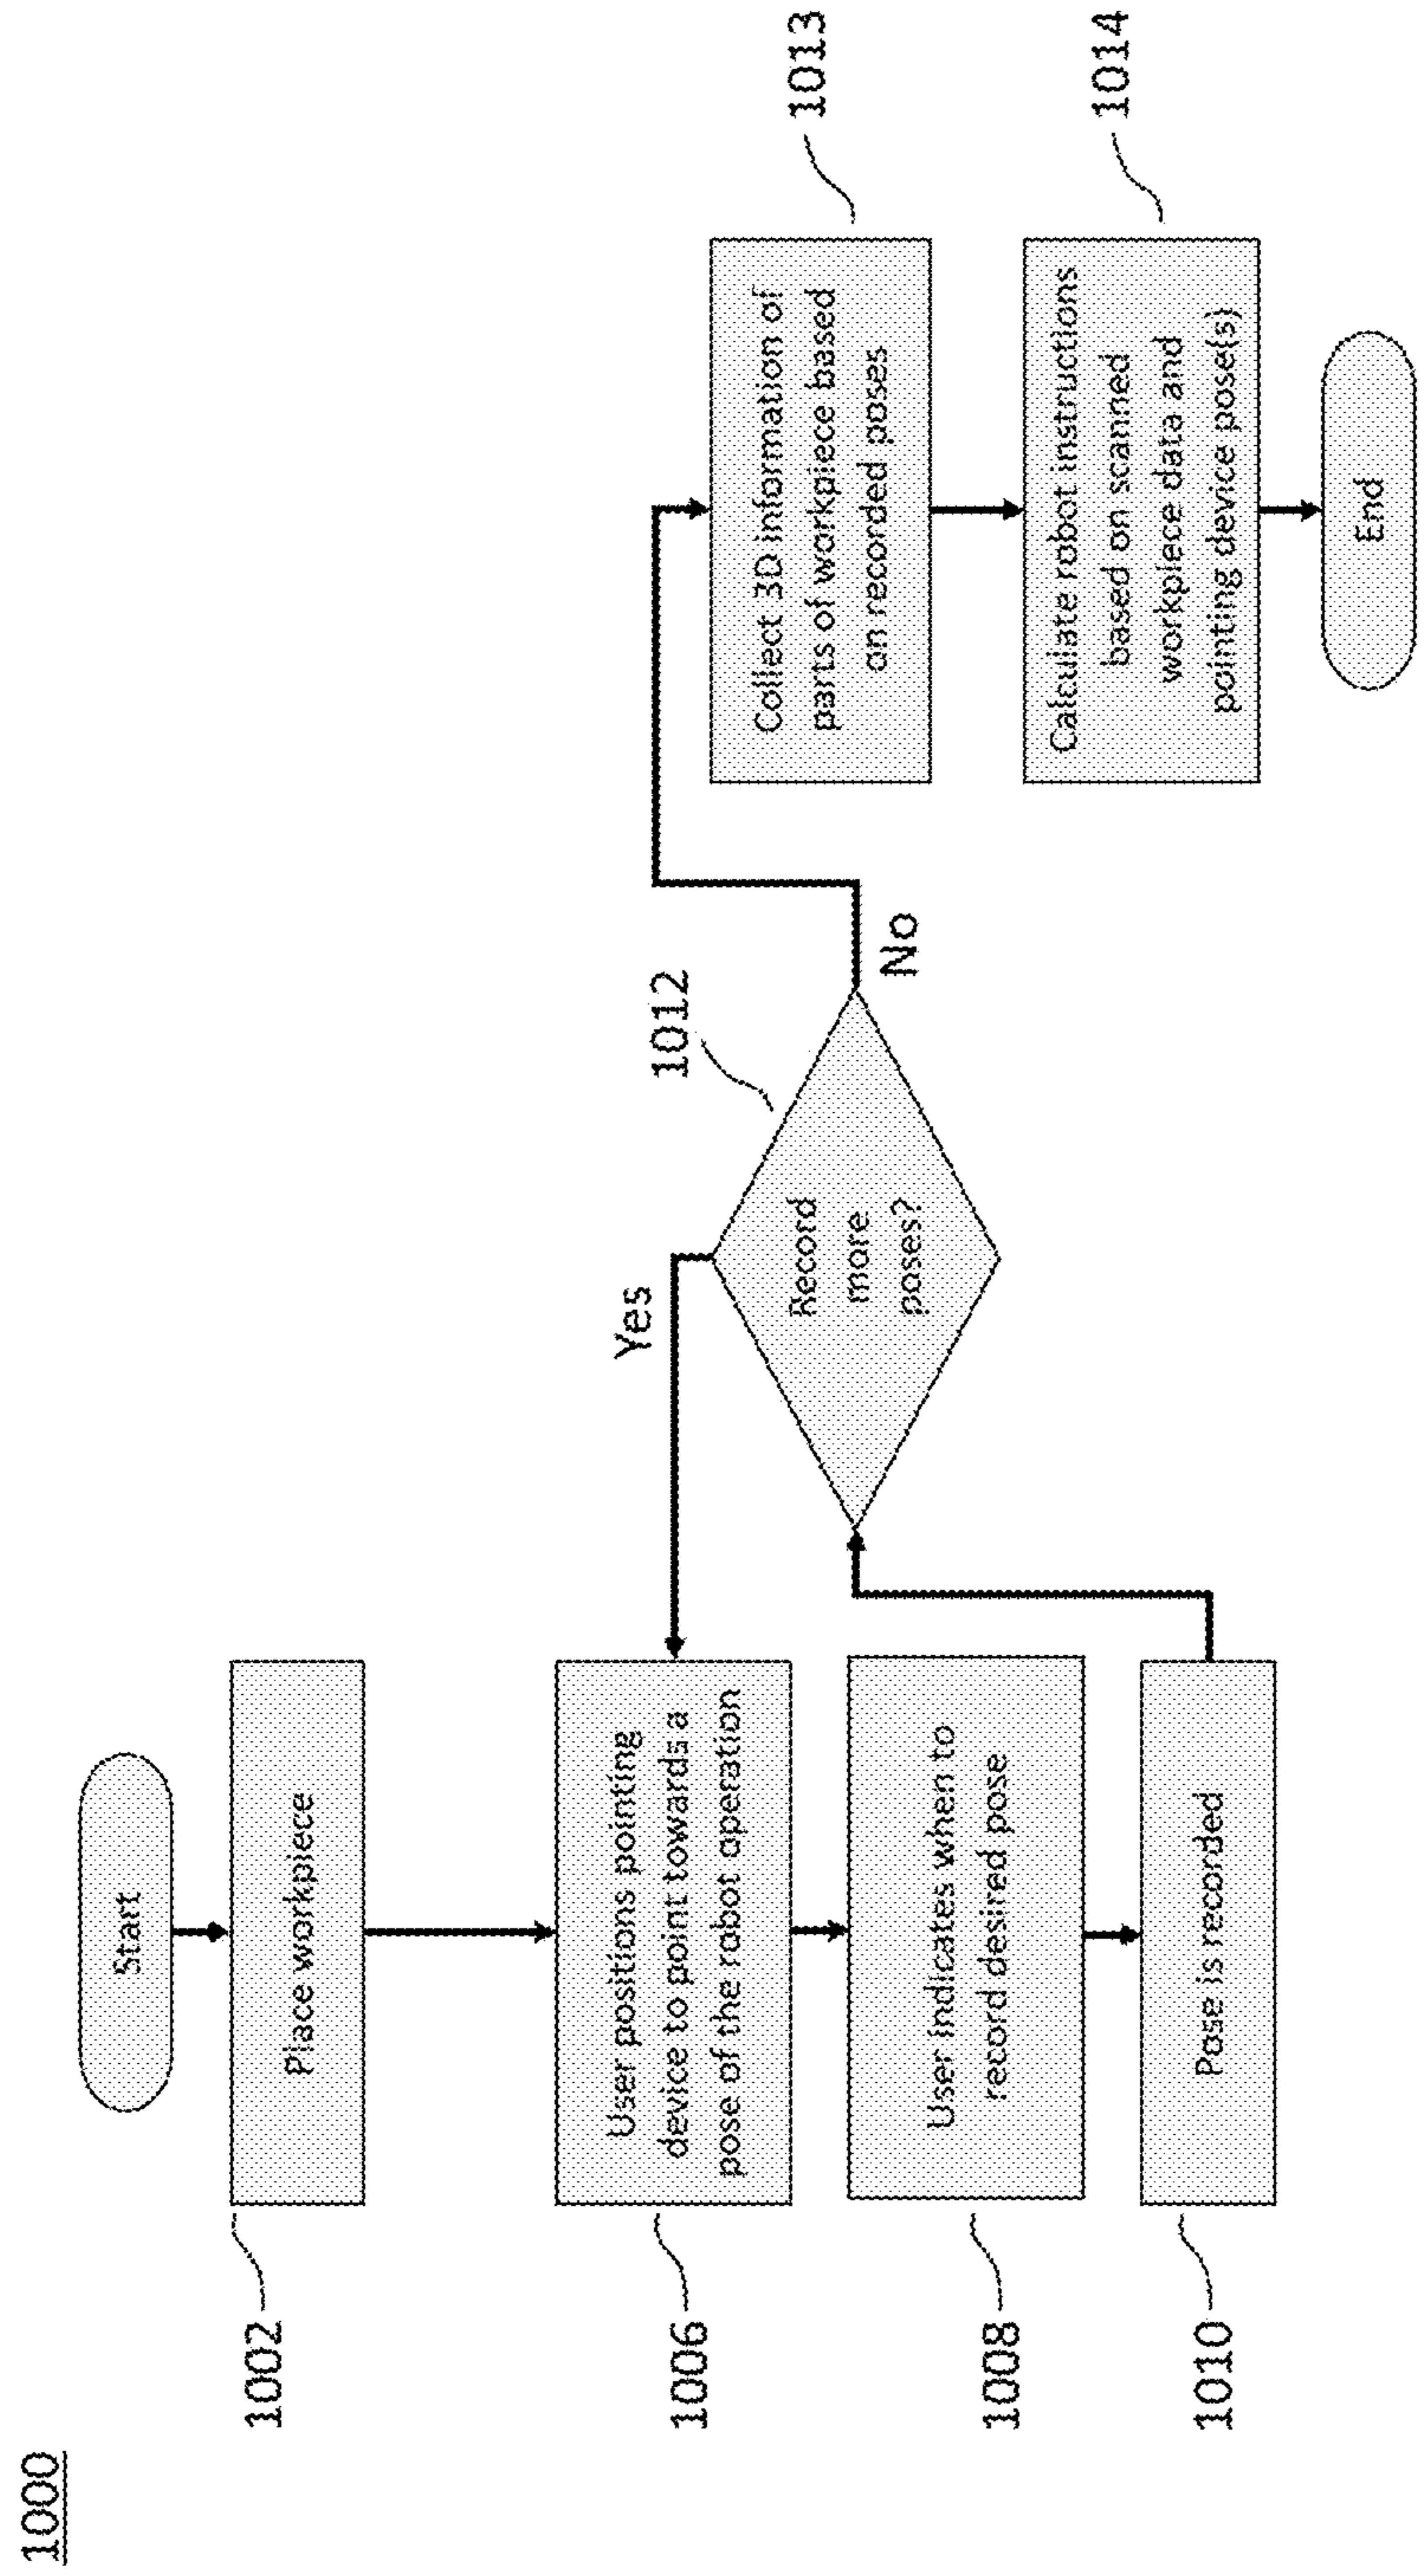 1000
Start
1002
Place workpiece
1006
User positions pointing
device to point towards a
pose of the robot operation
1008
User indicates when to
record desired pose
1010
Pose is recorded
1012
Record
more
poses?
Yes
No
1013
Collect 3D information of
parts of workpiece based
on recorded poses
1014
Calculate robot instructions
based on scanned
workpiece data and
pointing device pose(s)
End